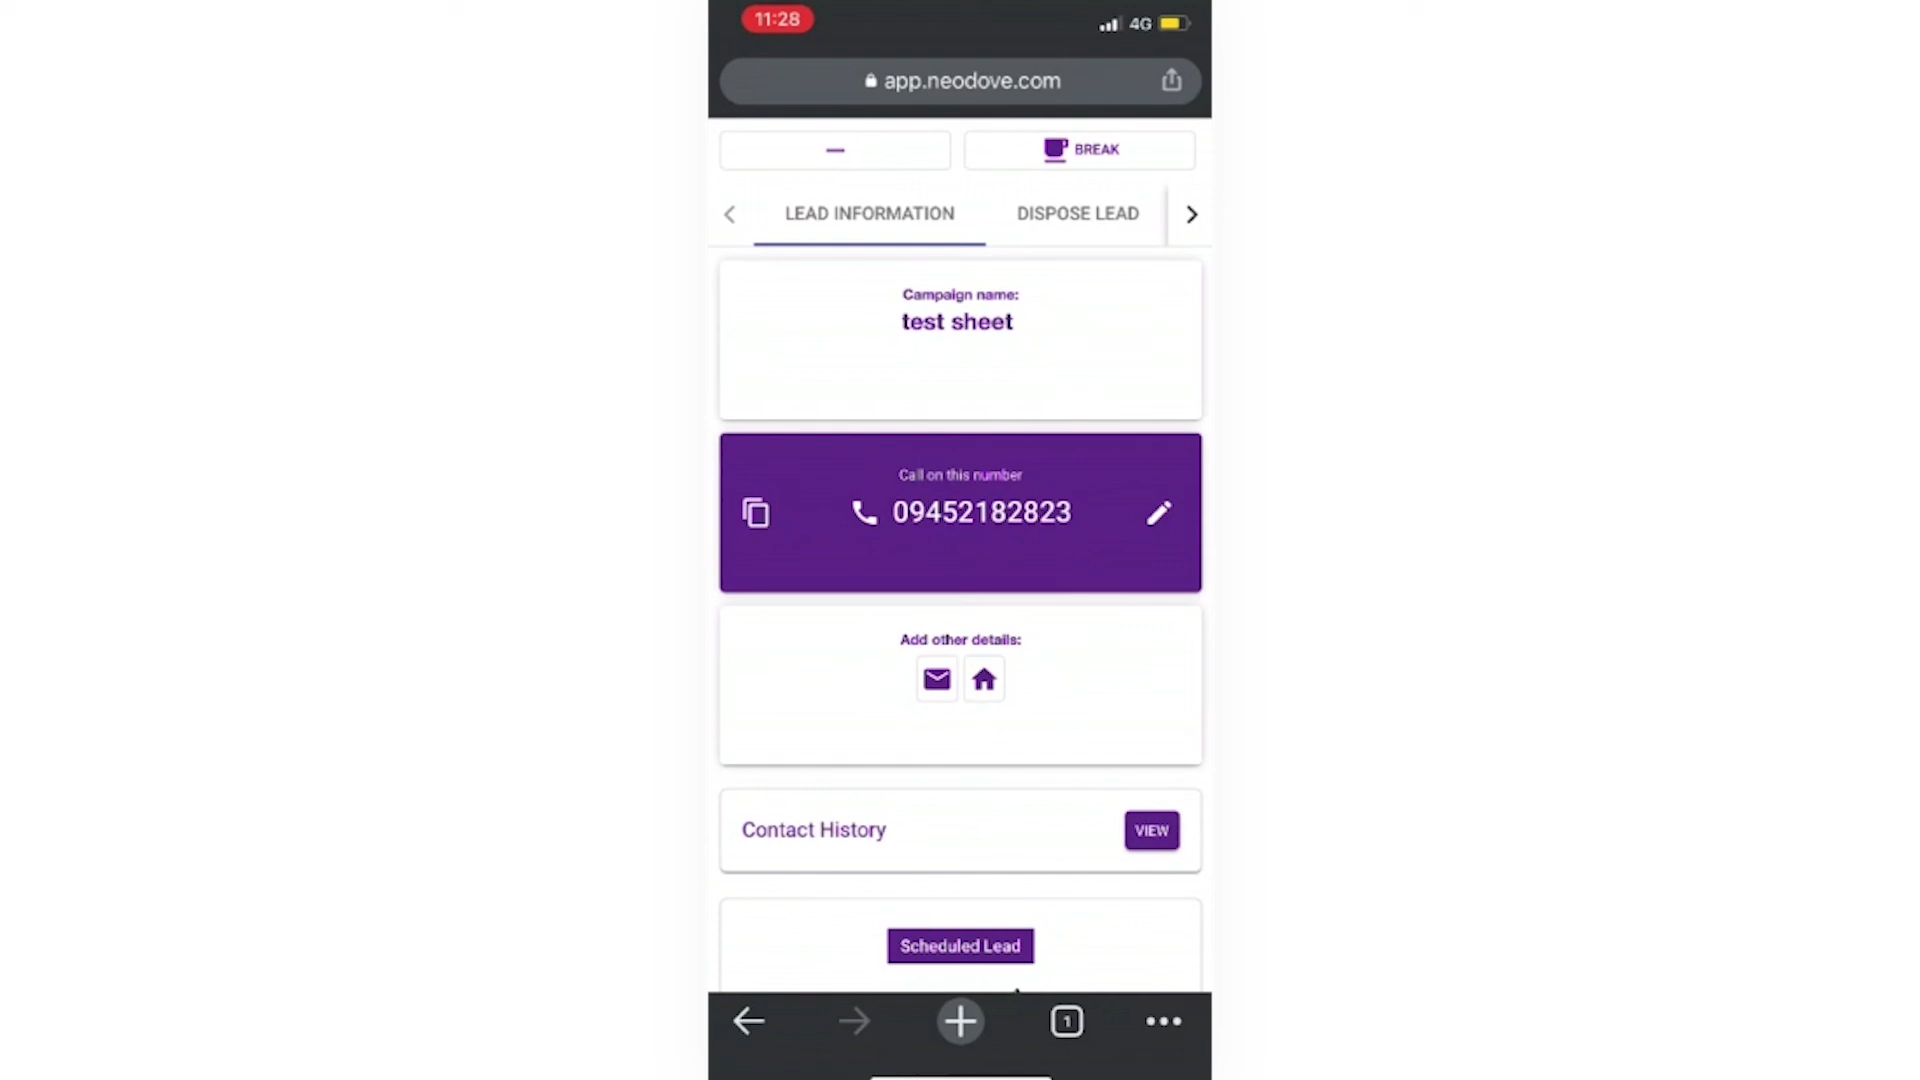 11:28
4G
app.neodove.com
BREAK
LEAD INFORMATION
DISPOSE LEAD
Campaign name:
test sheet
Call on this number
09452182823
Add other details:
Contact History
VIEW
Scheduled Lead
1